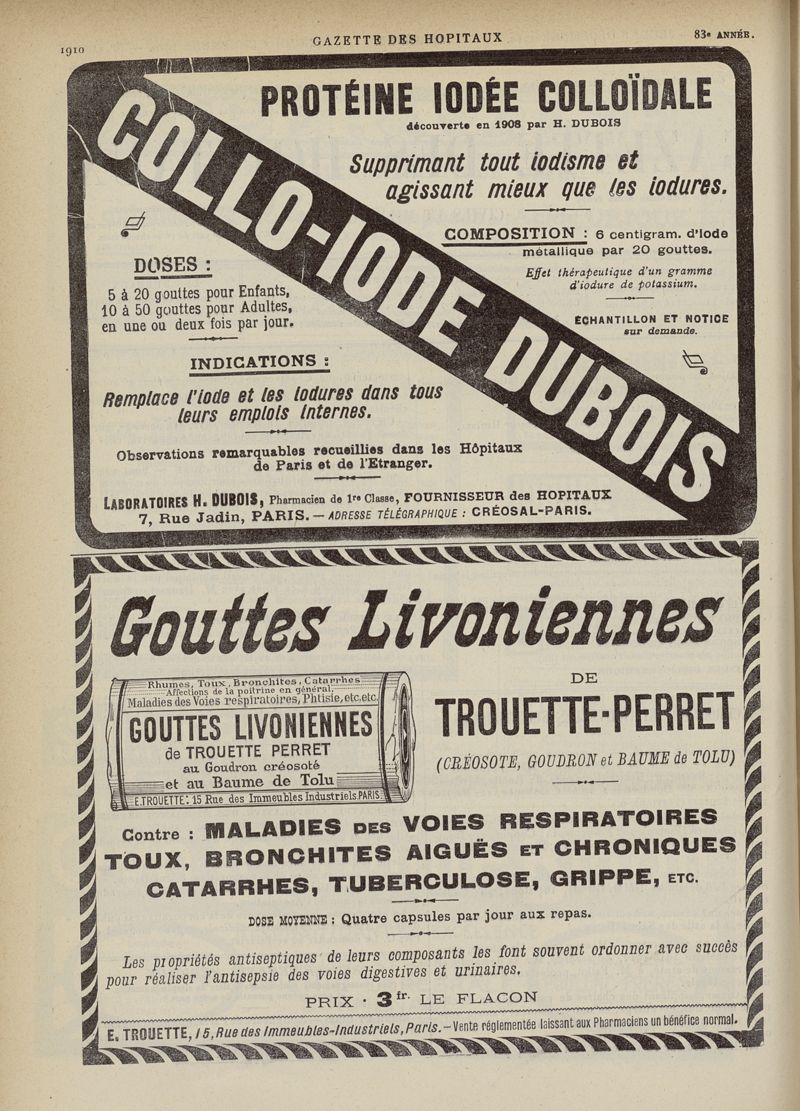 1910
GAZETTE DES HOPITAUX
83e ANNÉE.
PROTÉINE IODÉE COLLOÏDALE
découverte en 1908 par H. DUBOIS
Supprimant tout iodisme et
agissant mieux que les iodures.
COLLO-IODE DUBOIS
COMPOSITION : 6 centigram. d'Iode
métallique par 20 gouttes.
Effet thérapeutique d'un gramme
d'iodure de potassium.
ÉCHANTILLON ET NOTICE
sur demande.
DOSES :
5 à 20 gouttes pour Enfants,
10 à 50 gouttes pour Adultes,
en une ou deux fois par jour.
INDICATIONS :
Remplace l'iode et les iodures dans tous
leurs emplois internes.
Observations remarquables recueillies dans les Hôpitaux
de Paris et de l'Etranger.
LABORATOIRES H. DUBOIS, Pharmacien de 1re Classe, FOURNISSEUR des HOPITAUX
7, Rue Jadin, PARIS. — ADRESSE TÉLÉGRAPHIQUE : CRÉOSAL-PARIS.
Gouttes Livoniennes
Rhumes, Toux, Bronchites, Catarrhes
Affections de la poitrine en général,
Maladies des Voies respiratoires, Phtisie, etc. etc.
GOUTTES LIVONIENNES
de TROUETTE PERRET
au Goudron créosoté
et au Baume de Tolu
E. TROUETTE: 15 Rue des Immeubles Industriels. PARIS
DE
TROUETTE-PERRET
(CRÉOSOTE, GOUDRON et BAUME de TOLU)
Contre : MALADIES DES VOIES RESPIRATOIRES
TOUX, BRONCHITES AIGUËS ET CHRONIQUES
CATARRHES, TUBERCULOSE, GRIPPE, ETC.
DOSE MOYENNE : Quatre capsules par jour aux repas.
Les propriétés antiseptiques de leurs composants les font souvent ordonner avec succès
pour réaliser l'antisepsie des voies digestives et urinaires.
PRIX : 3 fr. LE FLACON
E. TROUETTE, 15, Rue des Immeubles-Industriels, Paris. — Vente réglementée laissant aux Pharmaciens un bénéfice normal.